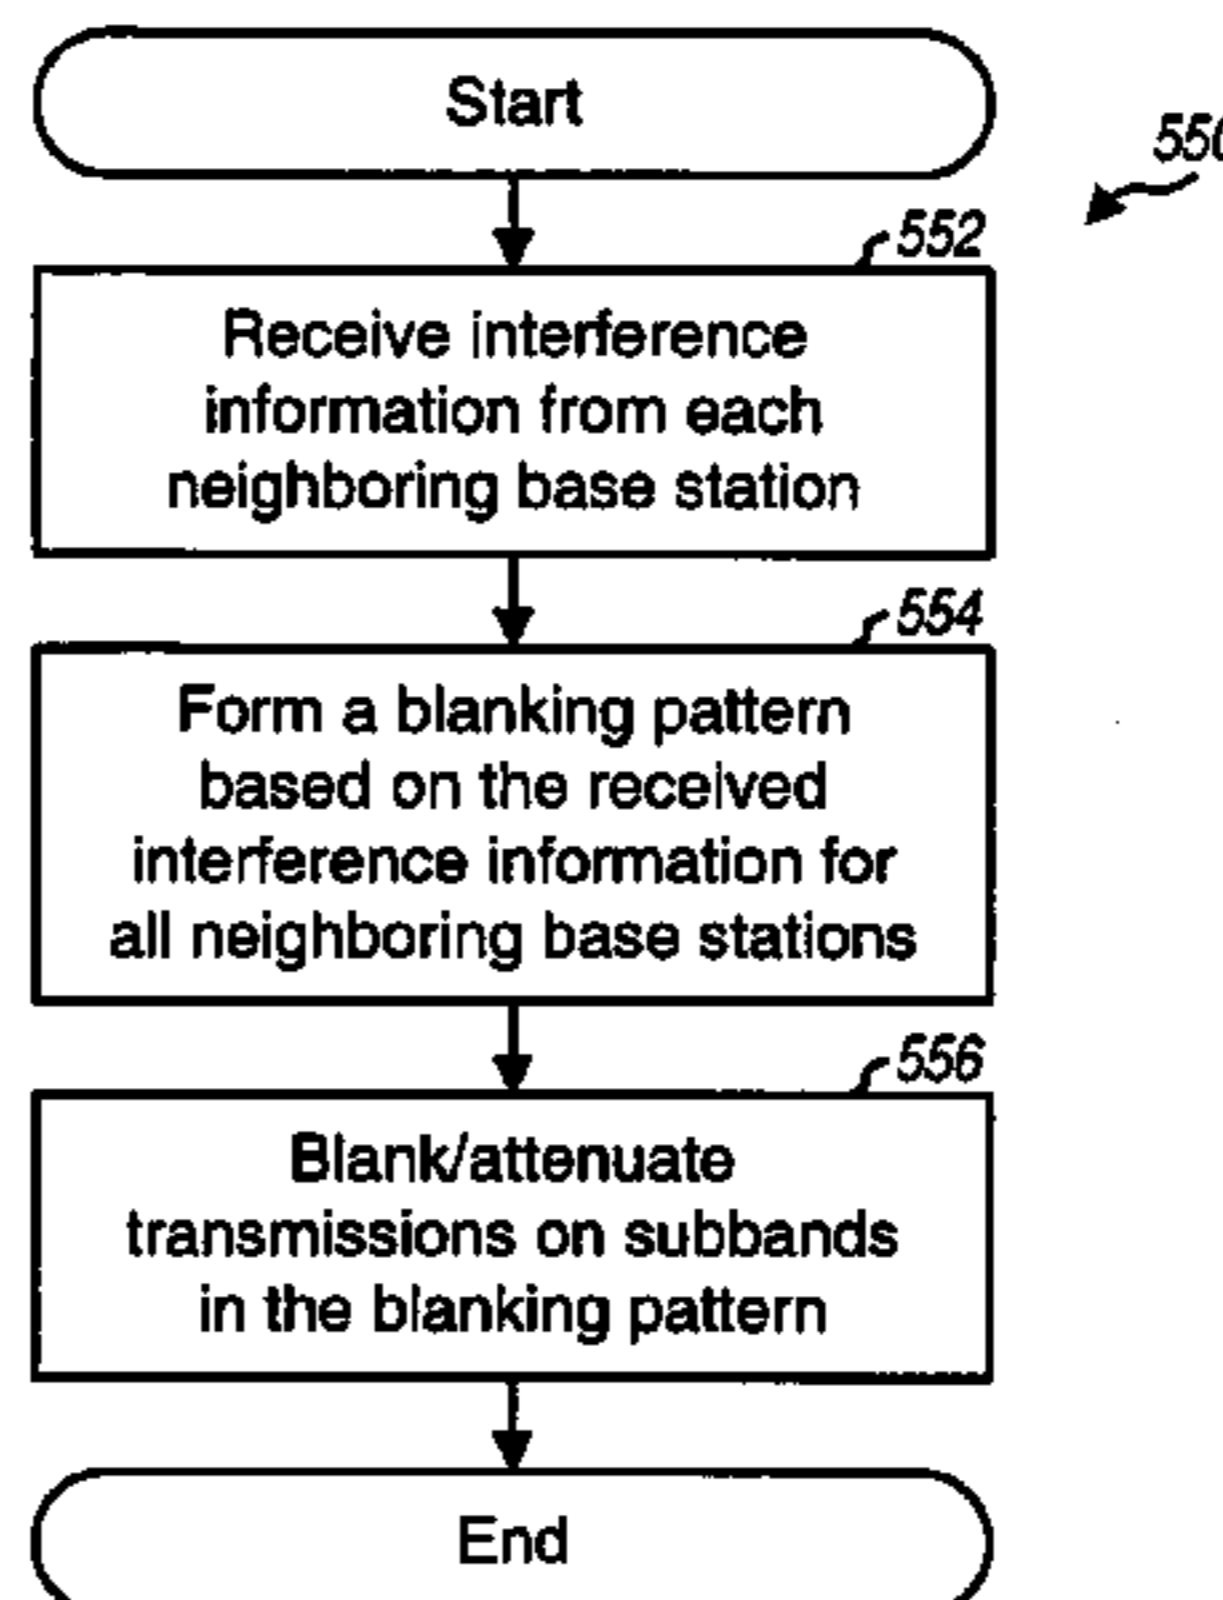 Start
550
552
Receive interference
information from each
neighboring base station
554
Form a blanking pattern
based on the received
interference information for
all neighboring base stations
556
Blank/attenuate
transmissions on subbands
in the blanking pattern
End